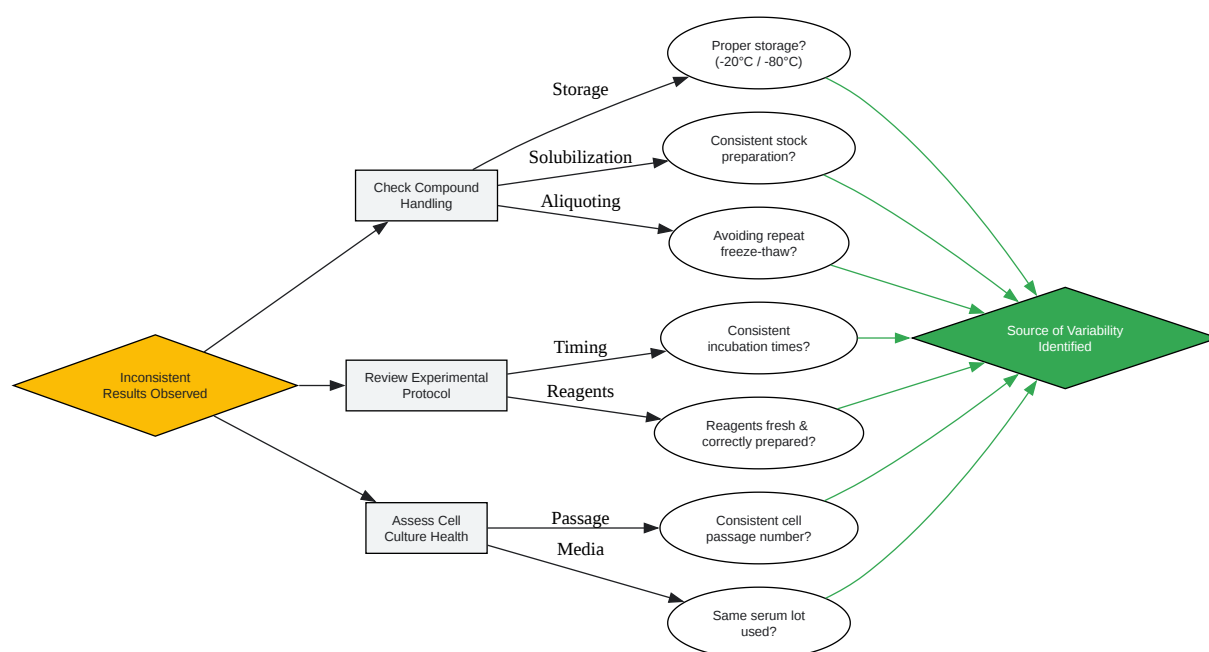 Proper storage?
(-20°C / -80°C)
Storage
Consistent stock
preparation?
Solubilization
Check Compound
Handling
Aliquoting
Avoiding repeat
freeze-thaw?
Source of Variability
Identified
Consistent
incubation times?
Timing
Inconsistent
Results Observed
Review Experimental
Protocol
Reagents
Reagents fresh &
correctly prepared?
Assess Cell
Culture Health
Passage
Consistent cell
passage number?
Media
Same serum lot
used?